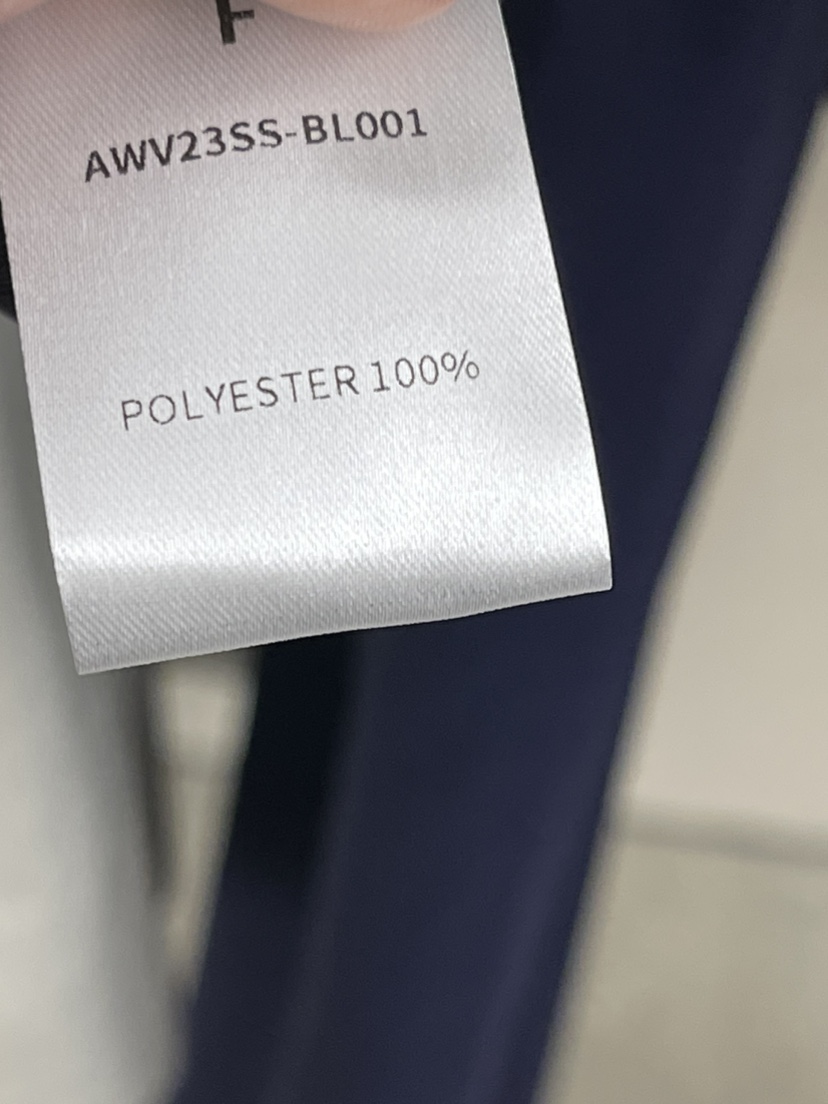 F
AWV23SS-BL001
POLYESTER 100%